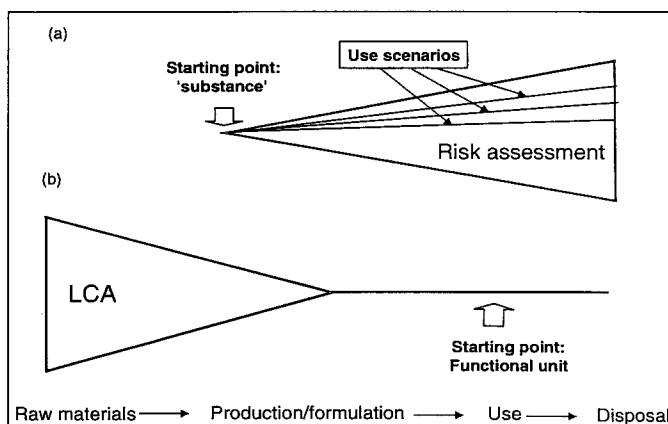 (a)
Use scenarios
Starting point:
'substance'
Risk assessment
(b)
LCA
Starting point:
Functional unit
Raw materials Production/formulation Use Disposal